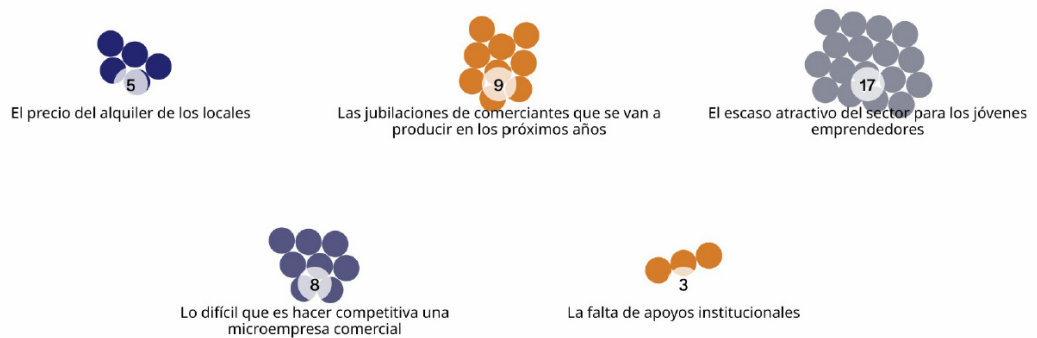 5
El precio del alquiler de los locales
9
Las jubilaciones de comerciantes que se van a
producir en los próximos años
17
El escaso atractivo del sector para los jóvenes
emprendedores
8
Lo difícil que es hacer competitiva una
microempresa comercial
3
La falta de apoyos institucionales